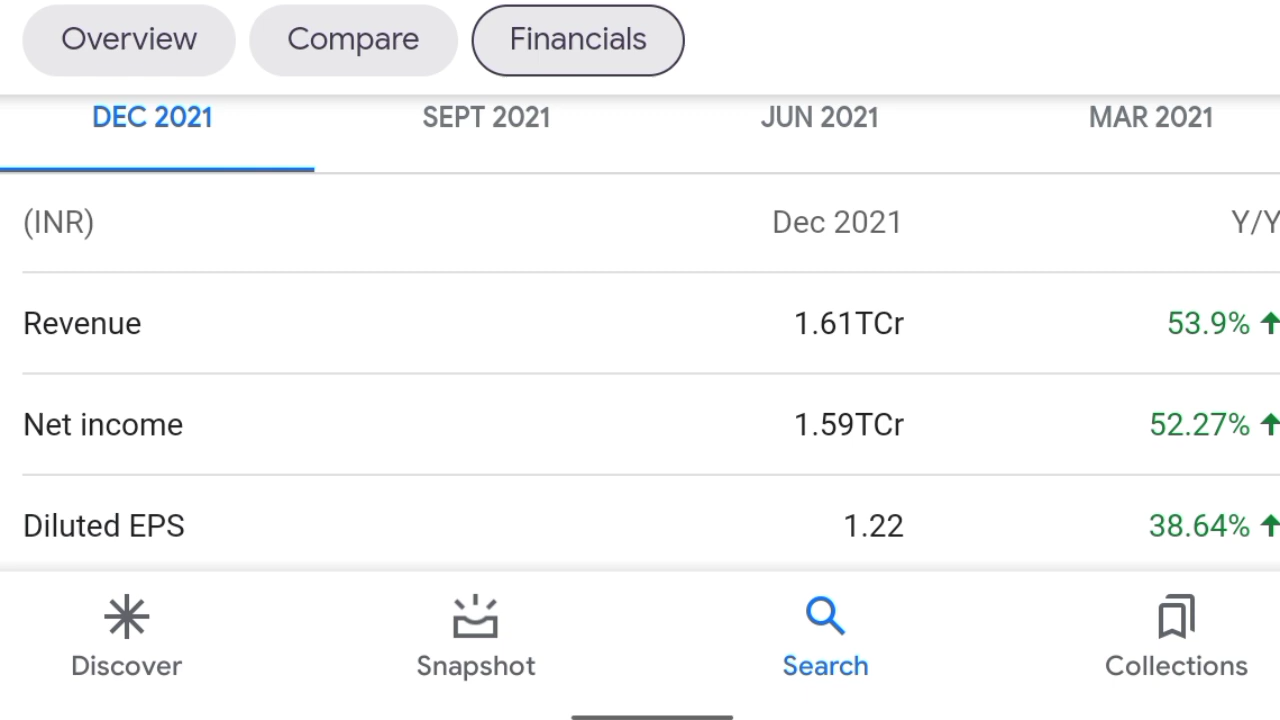 Overview Compare Financials
DEC 2021 SEPT 2021 JUN 2021 MAR 2021
(INR) Dec 2021 Y/Y
Revenue 1.61TCr 53.9%
Net income 1.59TCr 52.27%
Diluted EPS 1.22 38.64%
Discover Snapshot Search Collections